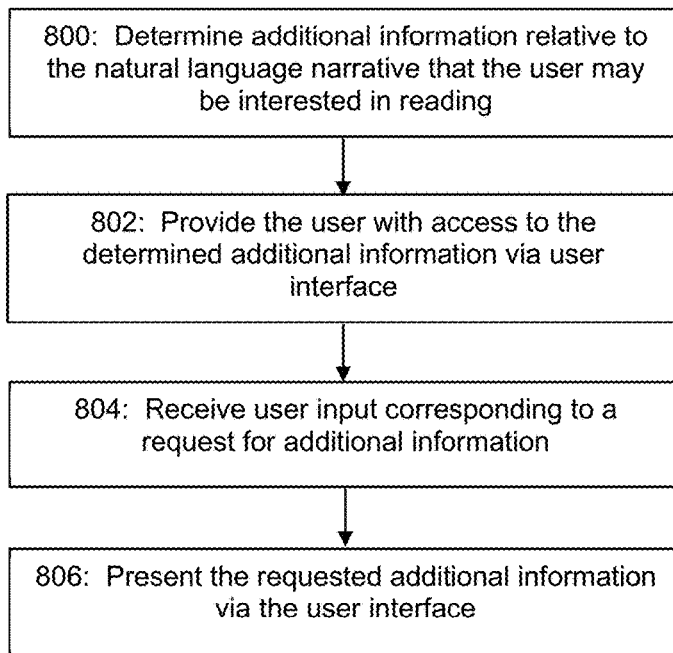 800: Determine additional information relative to
the natural language narrative that the user may
be interested in reading
802: Provide the user with access to the
determined additional information via user
interface
804: Receive user input corresponding to a
request for additional information
806: Present the requested additional information
via the user interface